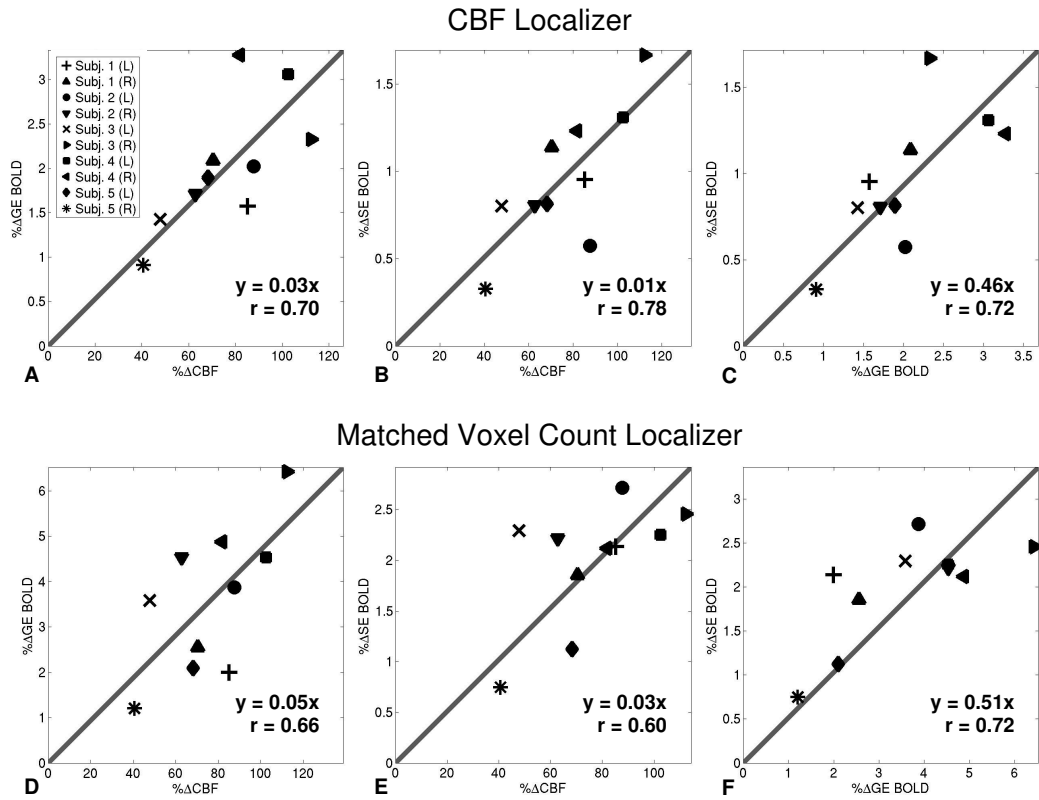 CBF Localizer
%ΔGE BOLD
3
2.5
2
1.5
1
0.5
0
Subj. 1 (L)
Subj. 1 (R)
Subj. 2 (L)
Subj. 2 (R)
Subj. 3 (L)
Subj. 3 (R)
Subj. 4 (L)
Subj. 4 (R)
Subj. 5 (L)
Subj. 5 (R)
y = 0.03x
r = 0.70
0 20 40 60 80 100 120
A %ΔCBF
%ΔSE BOLD
1.5
1
0.5
0
y = 0.01x
r = 0.78
0 20 40 60 80 100 120
B %ΔCBF
%ΔSE BOLD
1.5
1
0.5
0
y = 0.46x
r = 0.72
0 0.5 1 1.5 2 2.5 3 3.5
C %ΔGE BOLD
Matched Voxel Count Localizer
%ΔGE BOLD
6
5
4
3
2
1
0
y = 0.05x
r = 0.66
0 20 40 60 80 100 120
D %ΔCBF
%ΔSE BOLD
2.5
2
1.5
1
0.5
0
y = 0.03x
r = 0.60
0 20 40 60 80 100
E %ΔCBF
%ΔSE BOLD
3
2.5
2
1.5
1
0.5
0
y = 0.51x
r = 0.72
0 1 2 3 4 5 6
F %ΔGE BOLD